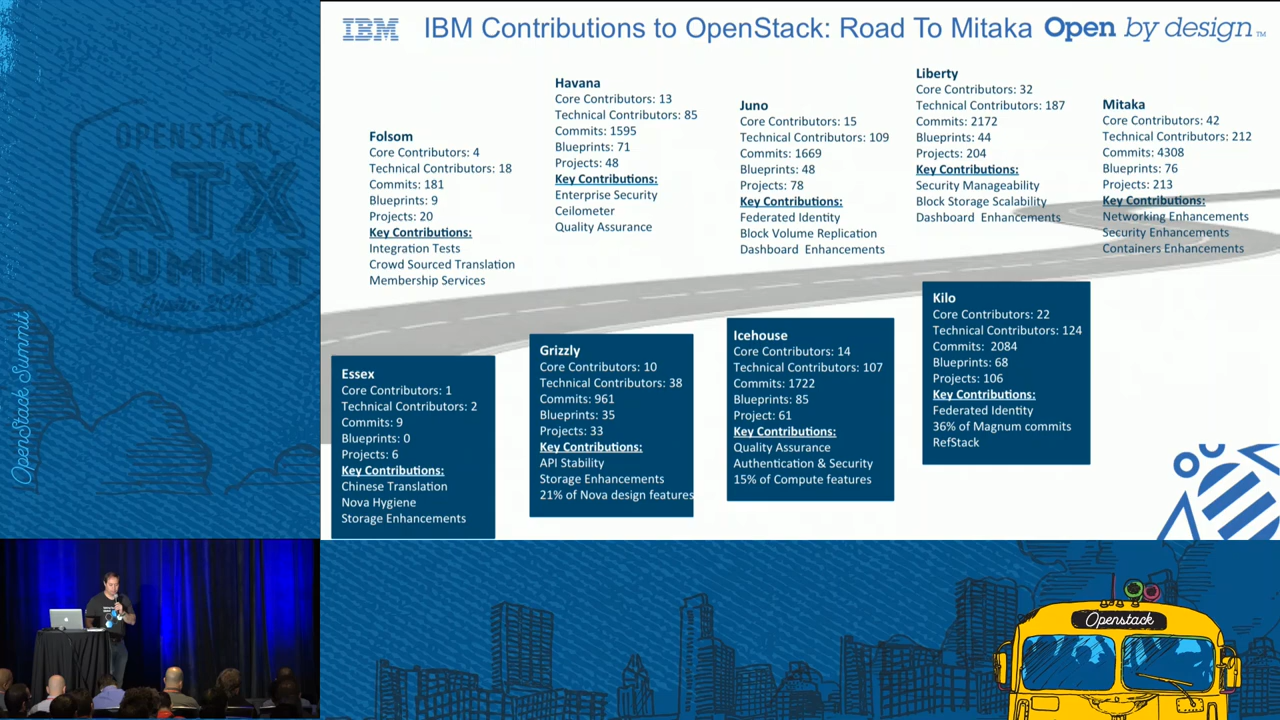 IBM
IBM Contributions to OpenStack: Road To Mitaka
Open by design™
Folsom
Core Contributors: 4
Technical Contributors: 18
Commits: 181
Blueprints: 9
Projects: 20
Key Contributions:
Integration Tests
Crowd Sourced Translation
Membership Services
Havana
Core Contributors: 13
Technical Contributors: 85
Commits: 1595
Blueprints: 71
Projects: 48
Key Contributions:
Enterprise Security
Ceilometer
Quality Assurance
Juno
Core Contributors: 15
Technical Contributors: 109
Commits: 1669
Blueprints: 48
Projects: 78
Key Contributions:
Federated Identity
Block Volume Replication
Dashboard Enhancements
Liberty
Core Contributors: 32
Technical Contributors: 187
Commits: 2172
Blueprints: 44
Projects: 204
Key Contributions:
Security Manageability
Block Storage Scalability
Dashboard Enhancements
Mitaka
Core Contributors: 42
Technical Contributors: 212
Commits: 4308
Blueprints: 76
Projects: 213
Key Contributions:
Networking Enhancements
Security Enhancements
Containers Enhancements
Essex
Core Contributors: 1
Technical Contributors: 2
Commits: 9
Blueprints: 0
Projects: 6
Key Contributions:
Chinese Translation
Nova Hygiene
Storage Enhancements
Grizzly
Core Contributors: 10
Technical Contributors: 38
Commits: 961
Blueprints: 35
Projects: 33
Key Contributions:
API Stability
Storage Enhancements
21% of Nova design features
Icehouse
Core Contributors: 14
Technical Contributors: 107
Commits: 1722
Blueprints: 85
Project: 61
Key Contributions:
Quality Assurance
Authentication & Security
15% of Compute features
Kilo
Core Contributors: 22
Technical Contributors: 124
Commits: 2084
Blueprints: 68
Projects: 106
Key Contributions:
Federated Identity
36% of Magnum commits
RefStack
OPENSTACK
ATX
SUMMIT
OpenStack Summit
Openstack